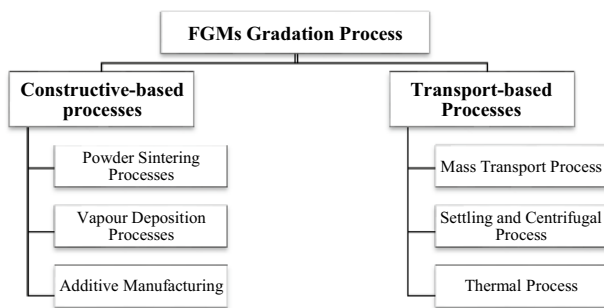 FGMs Gradation Process
Constructive-based
processes
Powder Sintering
Processes
Vapour Deposition
Processes
Additive Manufacturing
Transport-based
Processes
Mass Transport Process
Settling and Centrifugal
Process
Thermal Process